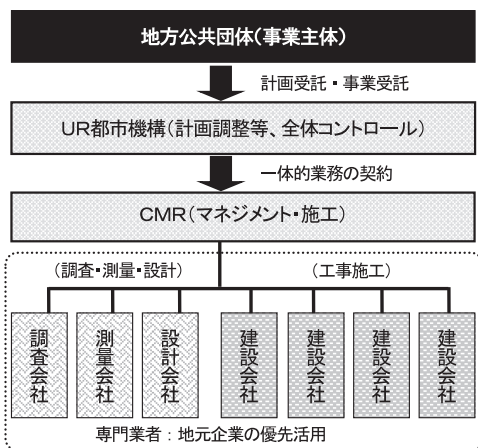 地方公共団体（事業主体）
計画受託・事業受託
UR都市機構（計画調整等、全体コントロール）
一体的業務の契約
CMR（マネジメント・施工）
（調査・測量・設計）
（工事施工）
調査会社
測量会社
設計会社
建設会社
建設会社
建設会社
建設会社
専門業者：地元企業の優先活用